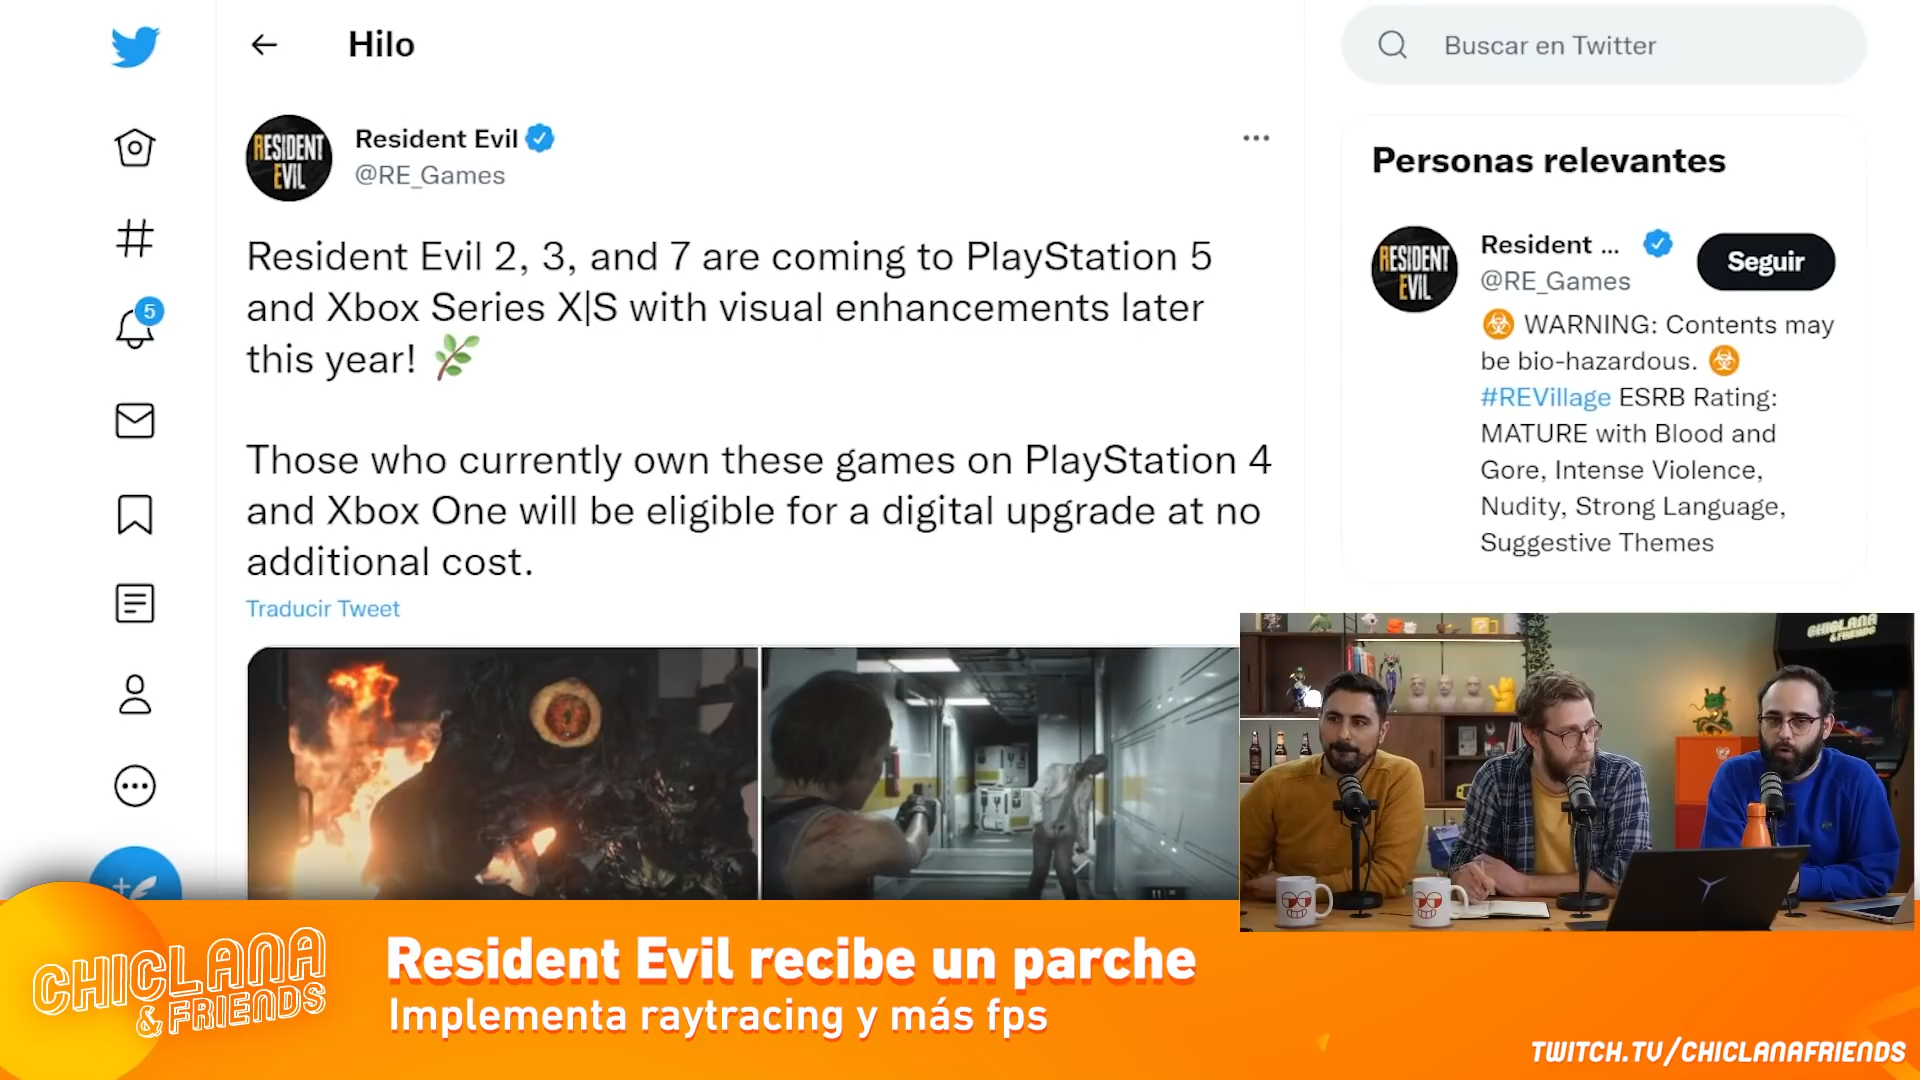 Hilo
Buscar en Twitter
RESIDENT
EVIL
Resident Evil
@RE_Games
Resident Evil 2, 3, and 7 are coming to PlayStation 5
and Xbox Series X|S with visual enhancements later
this year!
Those who currently own these games on PlayStation 4
and Xbox One will be eligible for a digital upgrade at no
additional cost.
Traducir Tweet
5
Personas relevantes
RESIDENT
EVIL
Resident ...
@RE_Games
Seguir
WARNING: Contents may
be bio-hazardous.
#REVillage ESRB Rating:
MATURE with Blood and
Gore, Intense Violence,
Nudity, Strong Language,
Suggestive Themes
CHICLANA
& FRIENDS
CHICLANA
& FRIENDS
Resident Evil recibe un parche
Implementa raytracing y más fps
TWITCH.TV/CHICLANAFRIENDS